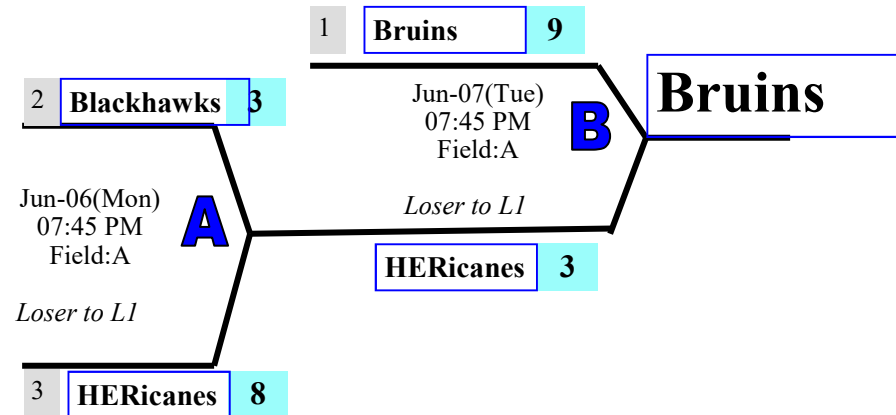 1 Bruins 9
2 Blackhawks 3
Bruins
Jun-07(Tue)
07:45 PM
Field:A
B
Jun-06(Mon)
07:45 PM
Field:A
A
Loser to L1
HERicanes 3
Loser to L1
3 HERicanes 8